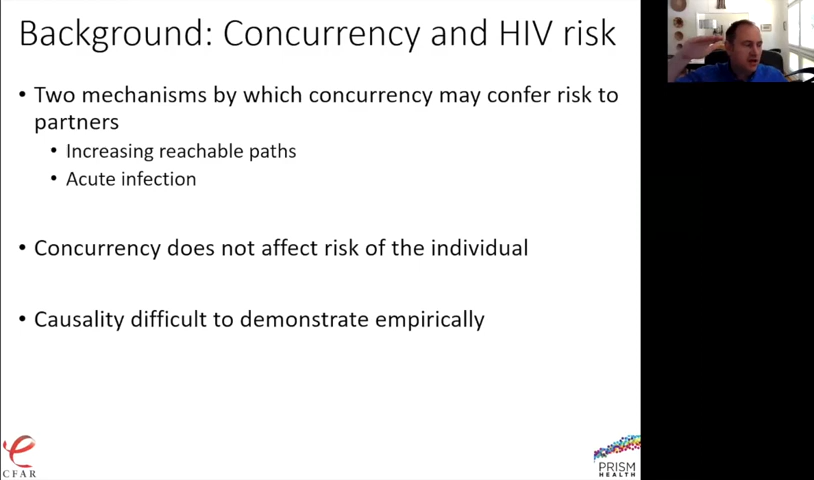 Background: Concurrency and HIV risk
• Two mechanisms by which concurrency may confer risk to
partners
• Increasing reachable paths
• Acute infection
• Concurrency does not affect risk of the individual
• Causality difficult to demonstrate empirically
CFAR
PRISM
HEALTH